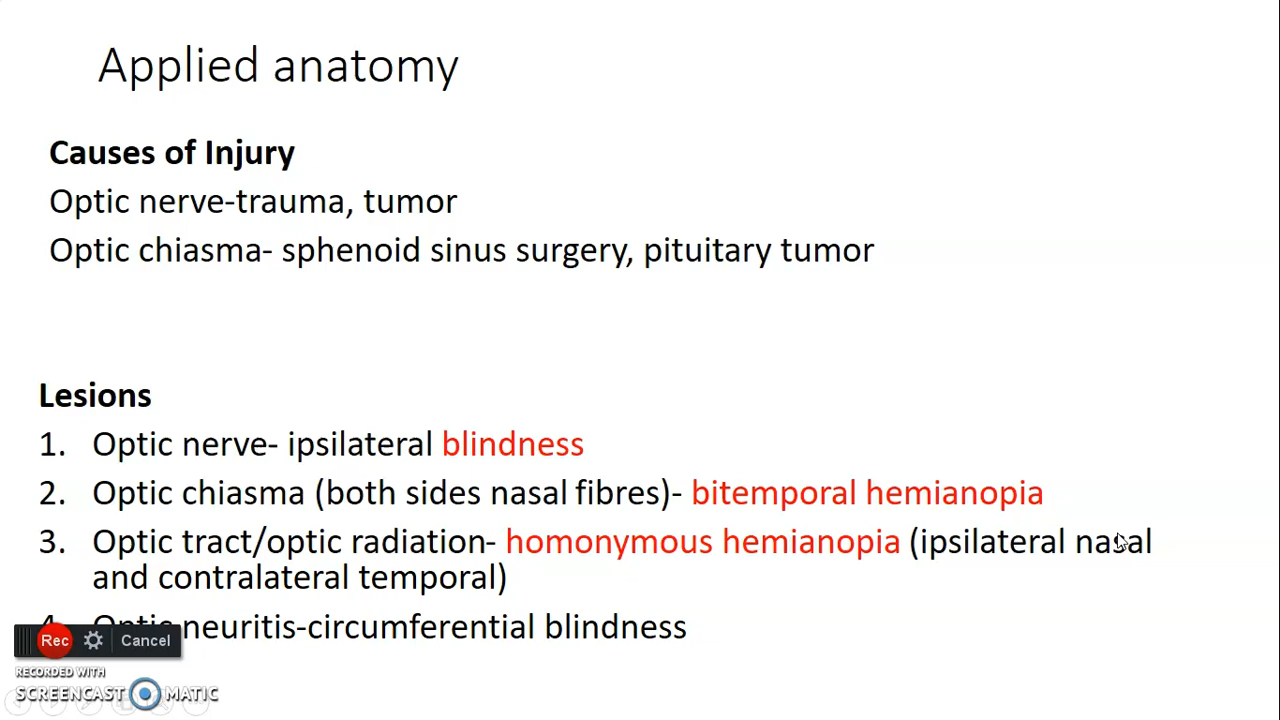 Applied anatomy
Causes of Injury
Optic nerve-trauma, tumor
Optic chiasma- sphenoid sinus surgery, pituitary tumor
Lesions
1. Optic nerve- ipsilateral blindness
2. Optic chiasma (both sides nasal fibres)- bitemporal hemianopia
3. Optic tract/optic radiation- homonymous hemianopia (ipsilateral nasal
and contralateral temporal)
4. Optic neuritis-circumferential blindness
Rec Cancel
RECORDED WITH
SCREENCAST MATIC